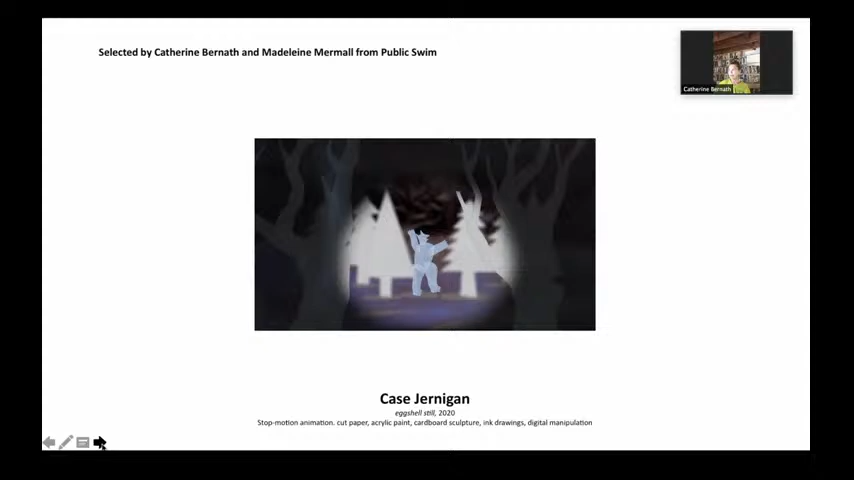 Selected by Catherine Bernath and Madeleine Mermall from Public Swim
Catherine Bernath
Case Jernigan
eggshell still, 2020
Stop-motion animation. cut paper, acrylic paint, cardboard sculpture, ink drawings, digital manipulation